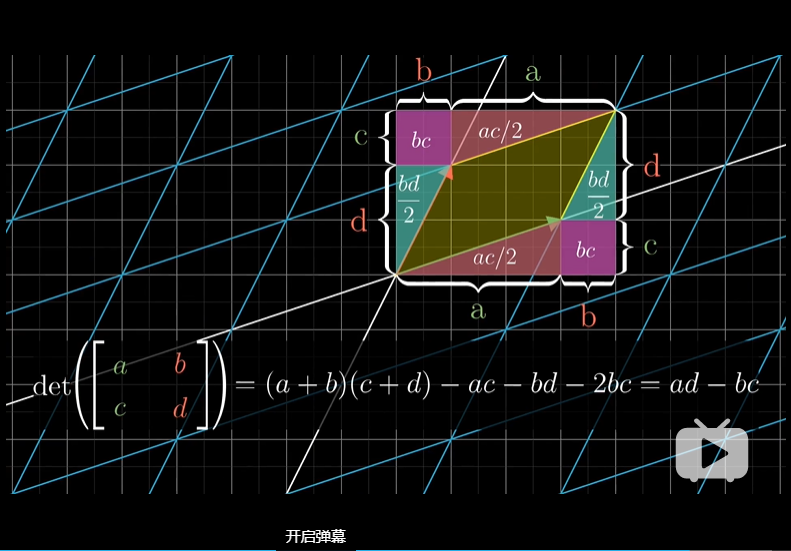 b a
c bc ac/2
d bd/2 bd/2 d
ac/2 bc c
a b
det([a b; c d]) = (a + b)(c + d) − ac − bd − 2bc = ad − bc
开启弹幕